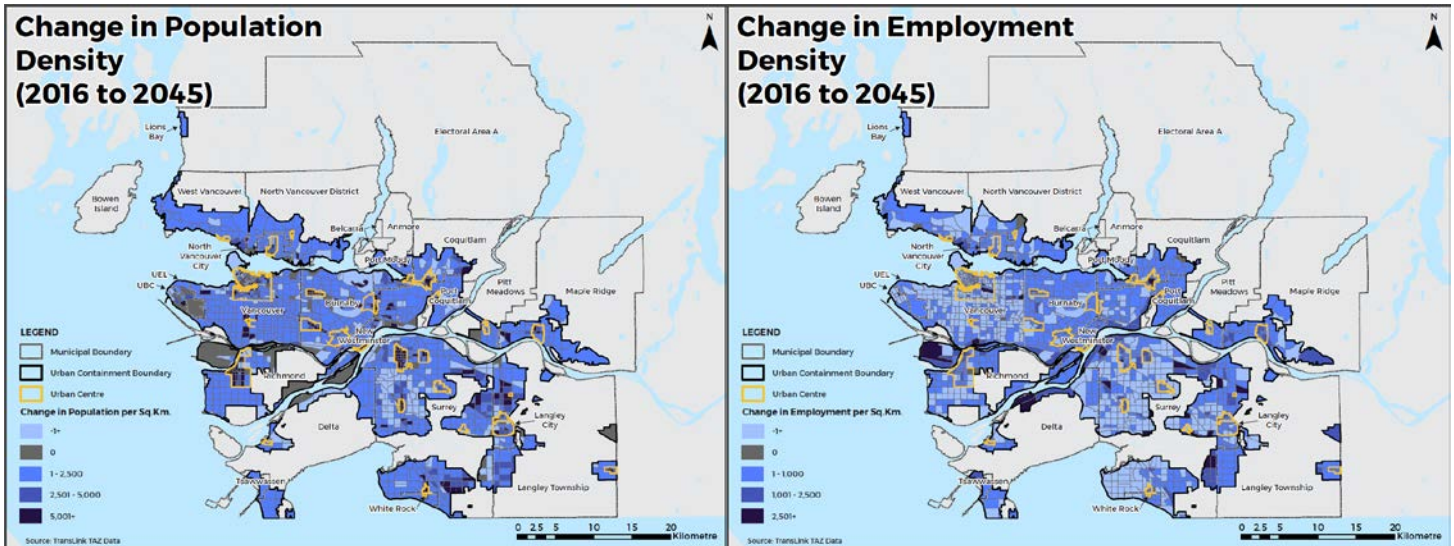 Change in Population
Density
(2016 to 2045)
N
Lions
Bay
Electoral Area A
Bowen
Island
West Vancouver
North Vancouver District
Belcarra
Anmore
Coquitlam
North
Vancouver
City
Port Moody
UEL
UBC
Burnaby
Port
Coquitlam
Pitt
Meadows
Maple Ridge
Vancouver
New
Westminster
Richmond
Surrey
Langley
City
Delta
Tsawwassen
White Rock
Langley Township
LEGEND
Municipal Boundary
Urban Containment Boundary
Urban Centre
Change in Population per Sq.Km.
-1+
0
1 - 2,500
2,501 - 5,000
5,001+
0 2.5 5 10 15 20
Kilometre
Source: TransLink TAZ Data
Change in Employment
Density
(2016 to 2045)
N
Lions
Bay
Electoral Area A
Bowen
Island
West Vancouver
North Vancouver District
Belcarra
Anmore
Coquitlam
North
Vancouver
City
Port Moody
UEL
UBC
Burnaby
Port
Coquitlam
Pitt
Meadows
Maple Ridge
Vancouver
New
Westminster
Richmond
Surrey
Langley
City
Delta
Tsawwassen
White Rock
Langley Township
LEGEND
Municipal Boundary
Urban Containment Boundary
Urban Centre
Change in Employment per Sq.Km.
-1+
0
1 - 1,000
1,001 - 2,500
2,501+
0 2.5 5 10 15 20
Kilometre
Source: TransLink TAZ Data